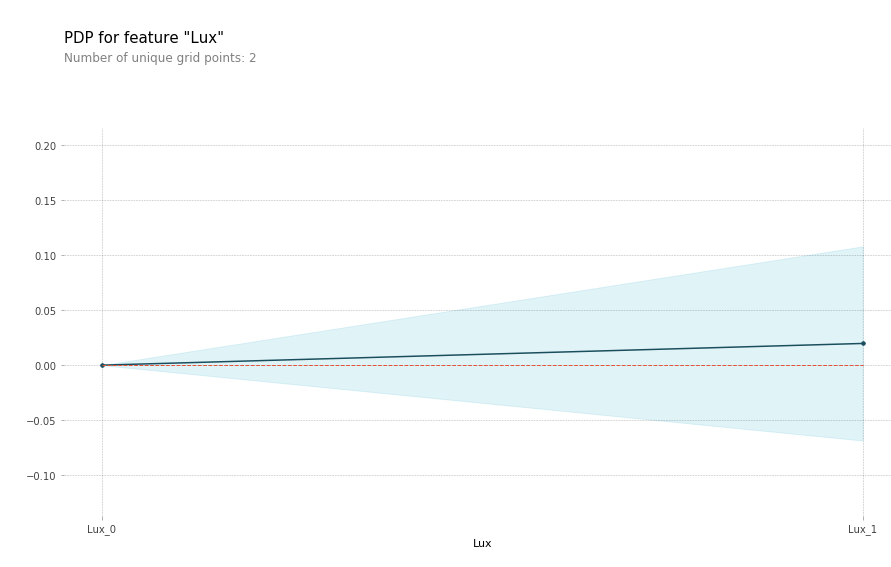 PDP for feature "Lux"
Number of unique grid points: 2
0.20
0.15
0.10
0.05
0.00
−0.05
−0.10
Lux_0 Lux_1
Lux